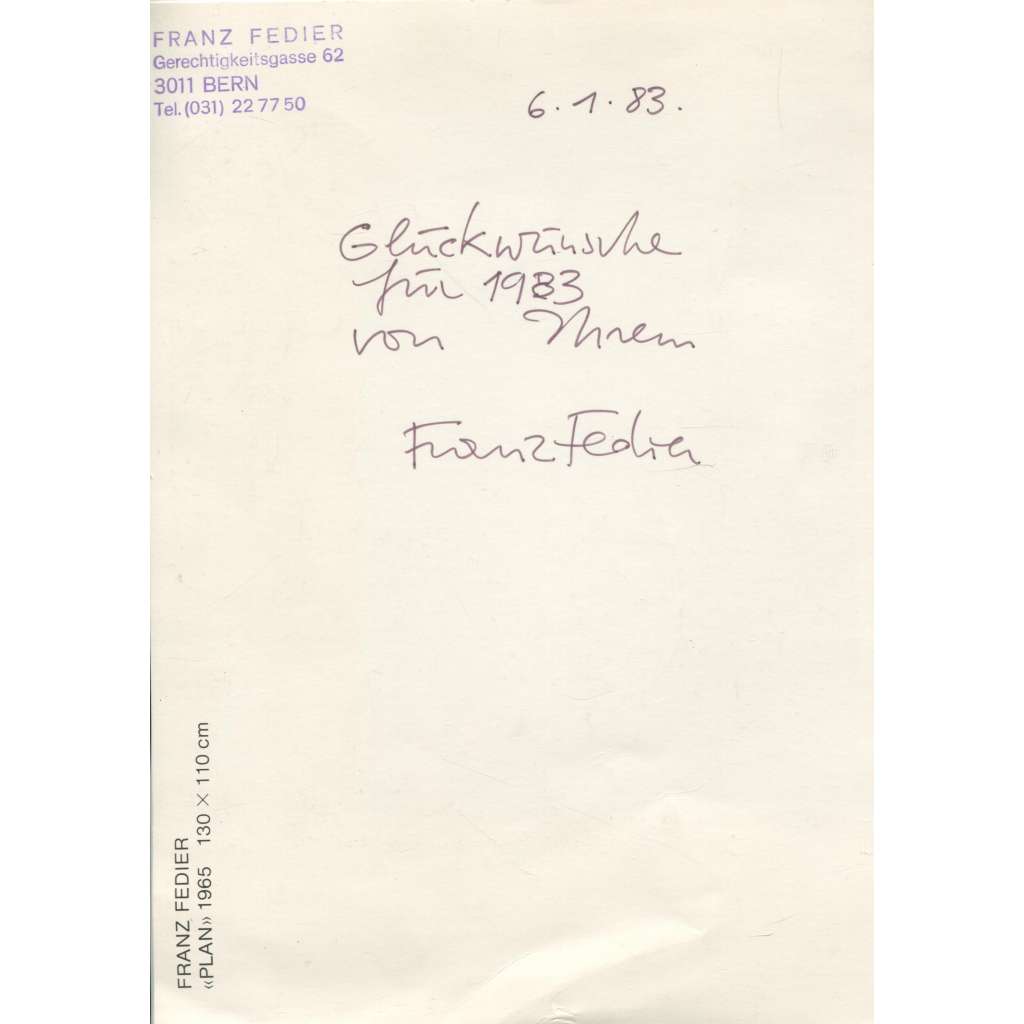 FRANZ FEDIER
Gerechtigkeitsgasse 62
3011 BERN
Tel. (031) 22 77 50
6.1.83.
Glückwünsche
für 1983
von Ihrem
Franz Fedier
FRANZ FEDIER
«PLAN» 1965 130 × 110 cm